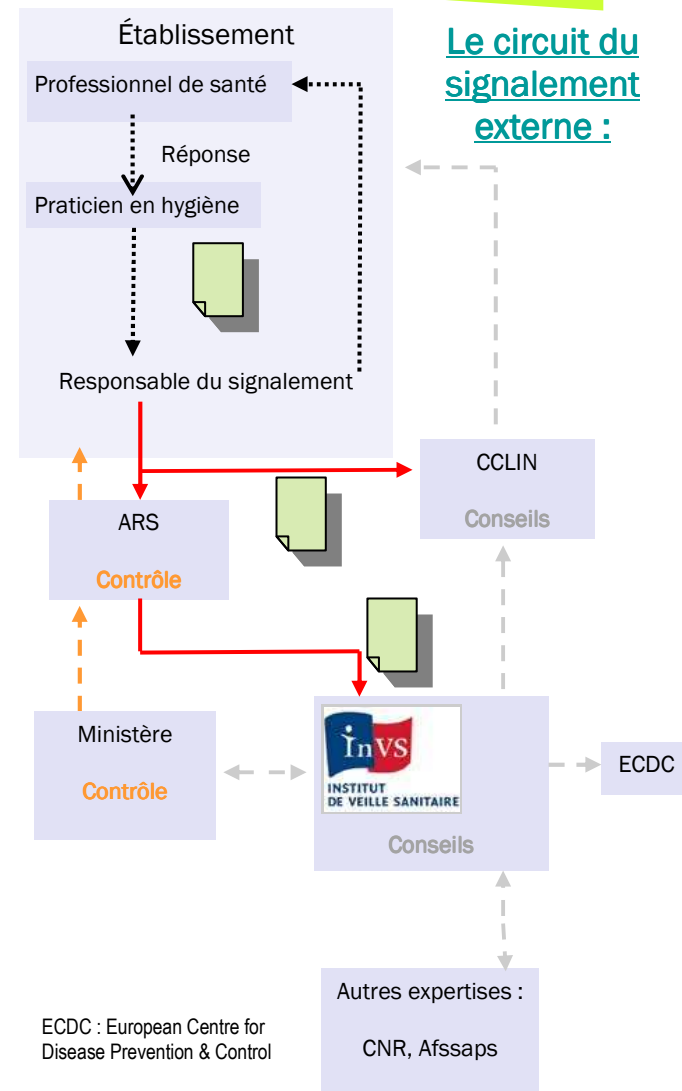 Établissement
Le circuit du
signalement
externe :
Professionnel de santé
Réponse
Praticien en hygiène
Responsable du signalement
CCLIN
Conseils
ARS
Contrôle
Ministère
Contrôle
InVS
INSTITUT
DE VEILLE SANITAIRE
Conseils
ECDC
Autres expertises :
CNR, Afssaps
ECDC : European Centre for
Disease Prevention & Control